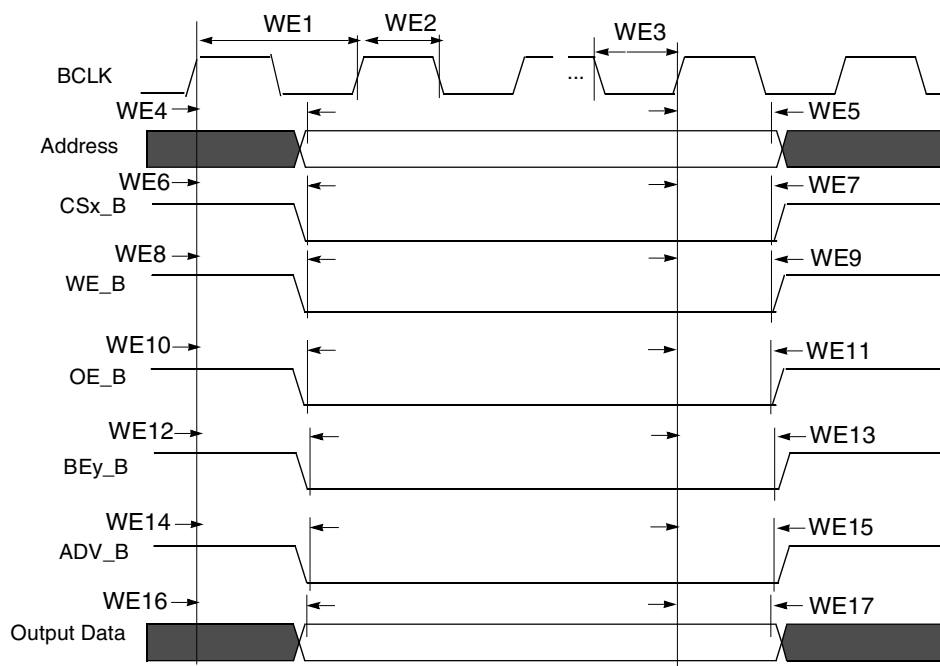 WE1 WE2 WE3
BCLK ...
WE4 WE5
Address
WE6 WE7
CSx_B
WE8 WE9
WE_B
WE10 WE11
OE_B
WE12 WE13
BEy_B
WE14 WE15
ADV_B
WE16 WE17
Output Data